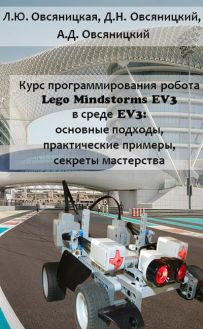 Л.Ю. Овсяницкая, Д.Н. Овсяницкий,
А.Д. Овсяницкий
Курс программирования робота
Lego Mindstorms EV3
в среде EV3:
основные подходы,
практические примеры,
секреты мастерства